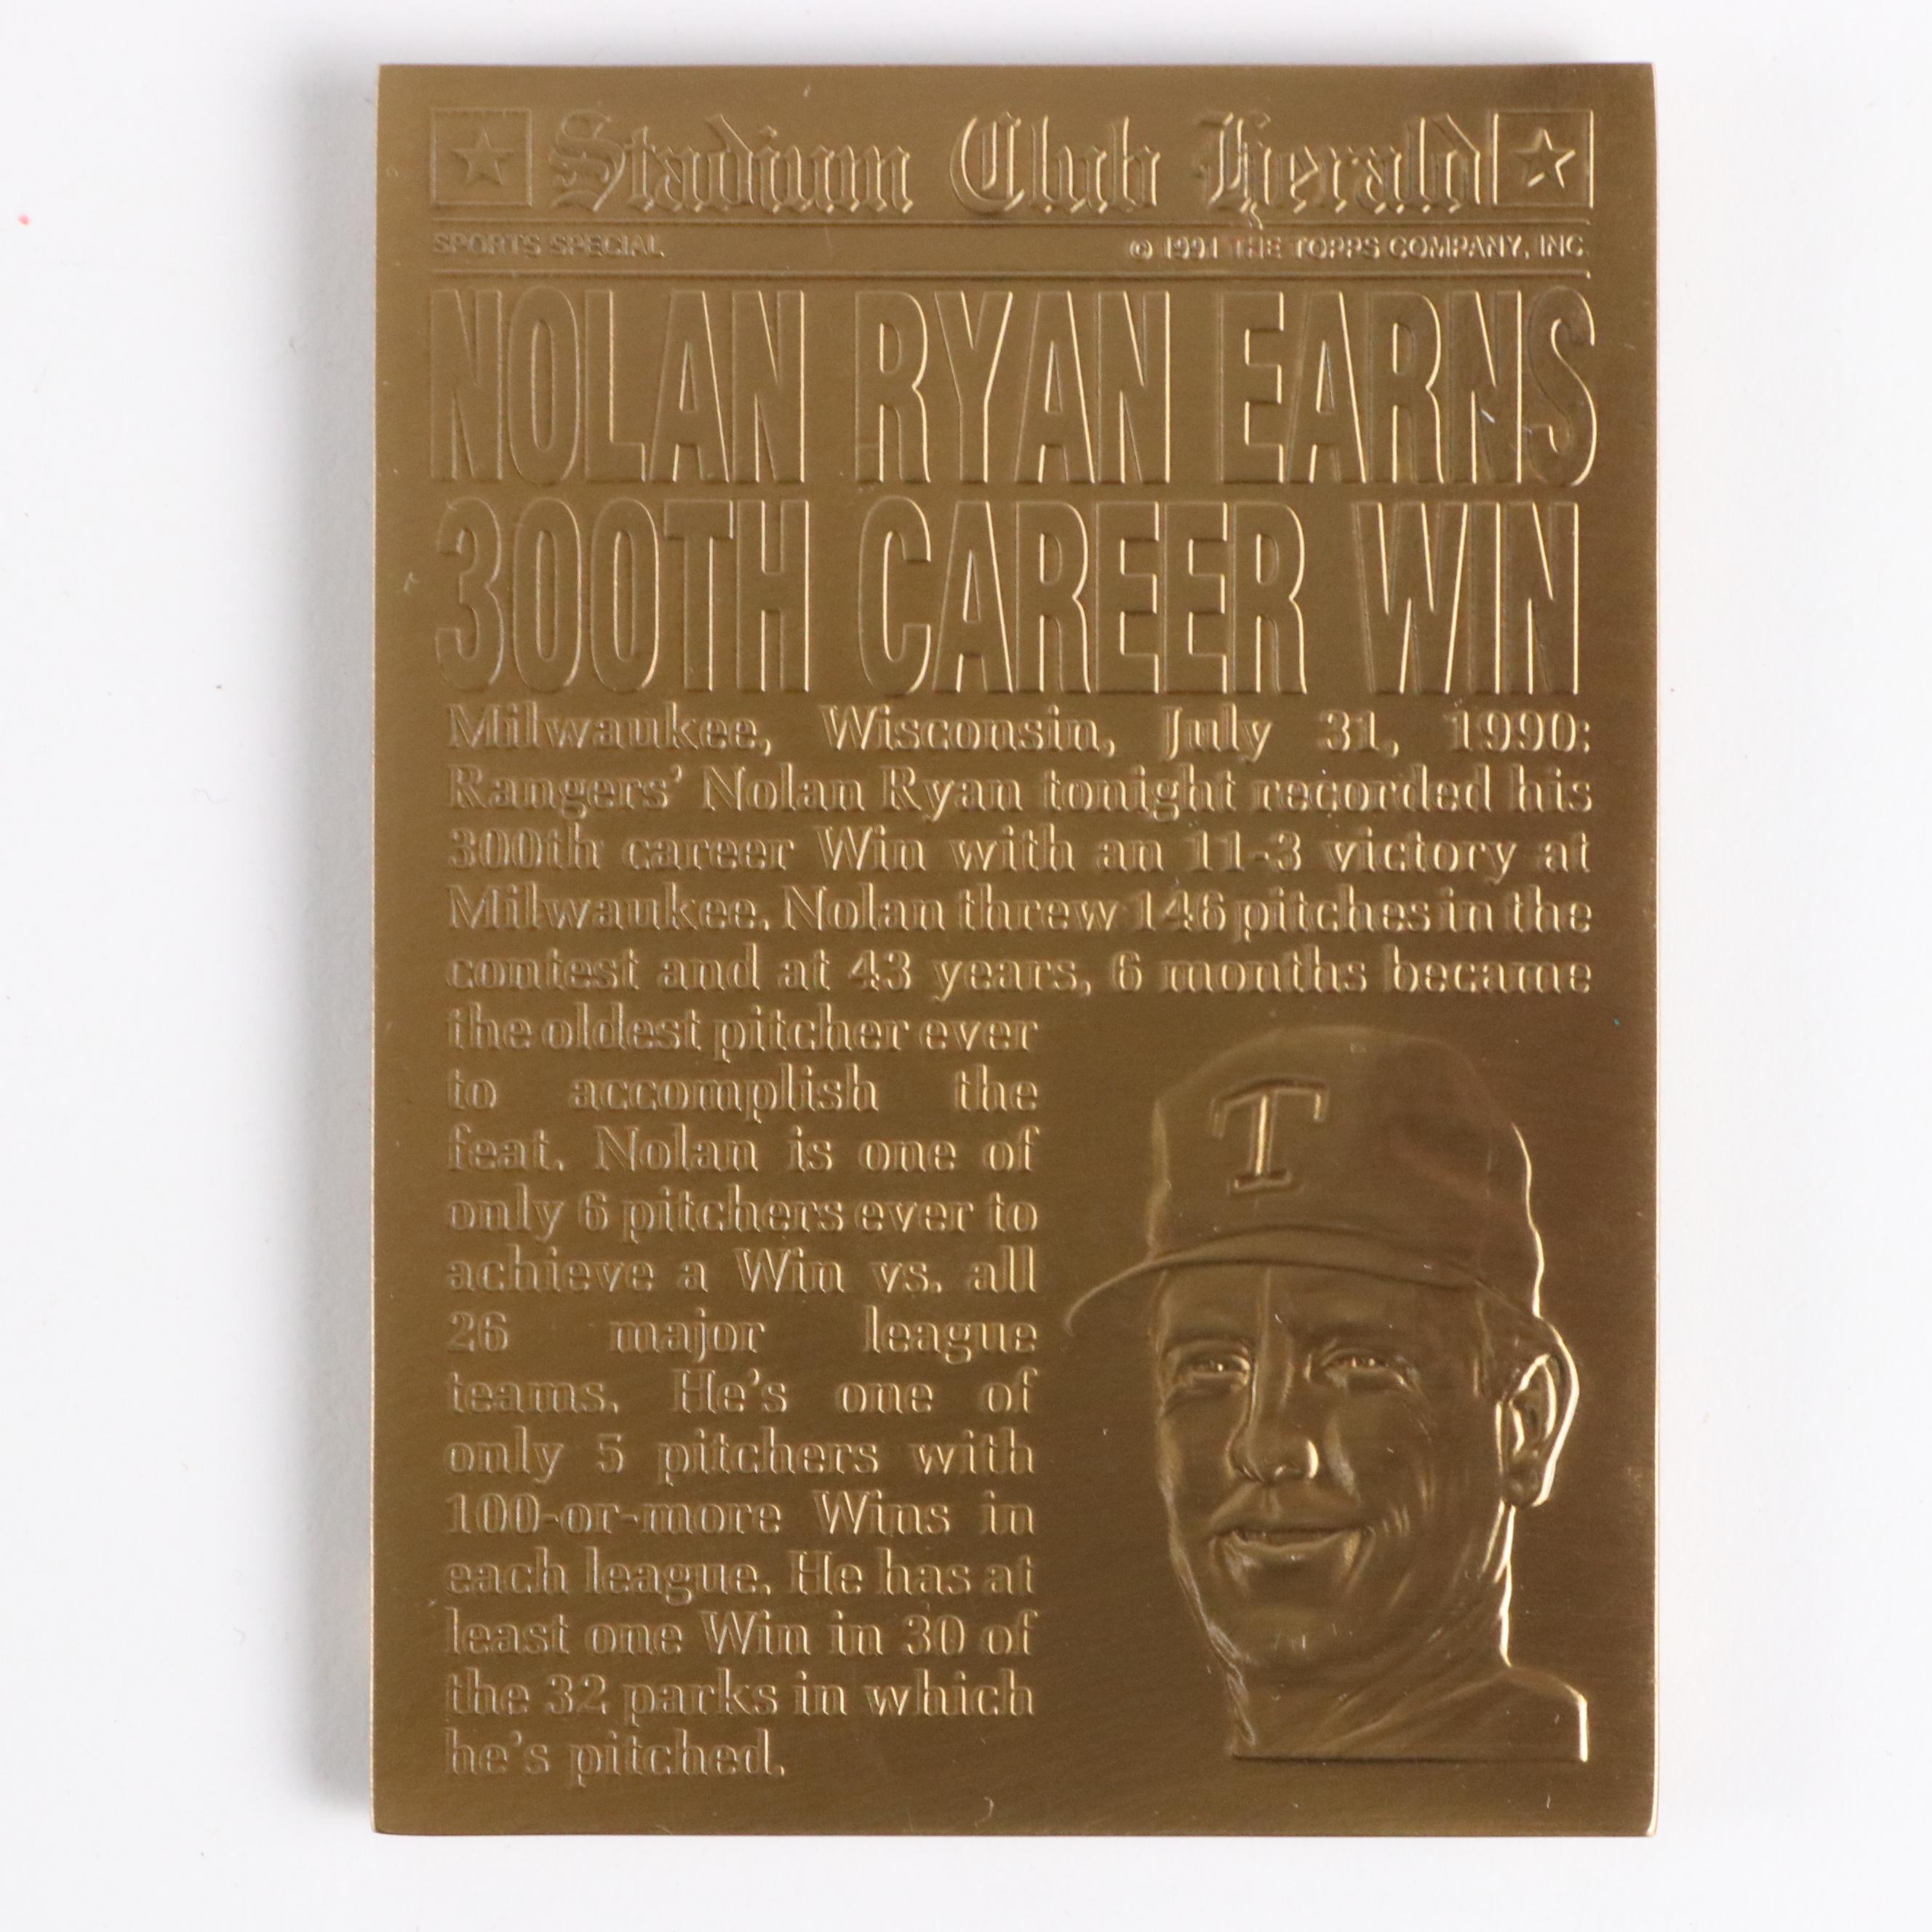 Stadium Club Herald
SPORTS SPECIAL © 1991 THE TOPPS COMPANY, INC.
NOLAN RYAN EARNS
300TH CAREER WIN
Milwaukee, Wisconsin, July 31, 1990:
Rangers' Nolan Ryan tonight recorded his
300th career Win with an 11-3 victory at
Milwaukee. Nolan threw 146 pitches in the
contest and at 43 years, 6 months became
the oldest pitcher ever
to accomplish the
feat. Nolan is one of
only 6 pitchers ever to
achieve a Win vs. all
26 major league
teams. He's one of
only 5 pitchers with
100-or-more Wins in
each league. He has at
least one Win in 30 of
the 32 parks in which
he's pitched.
T